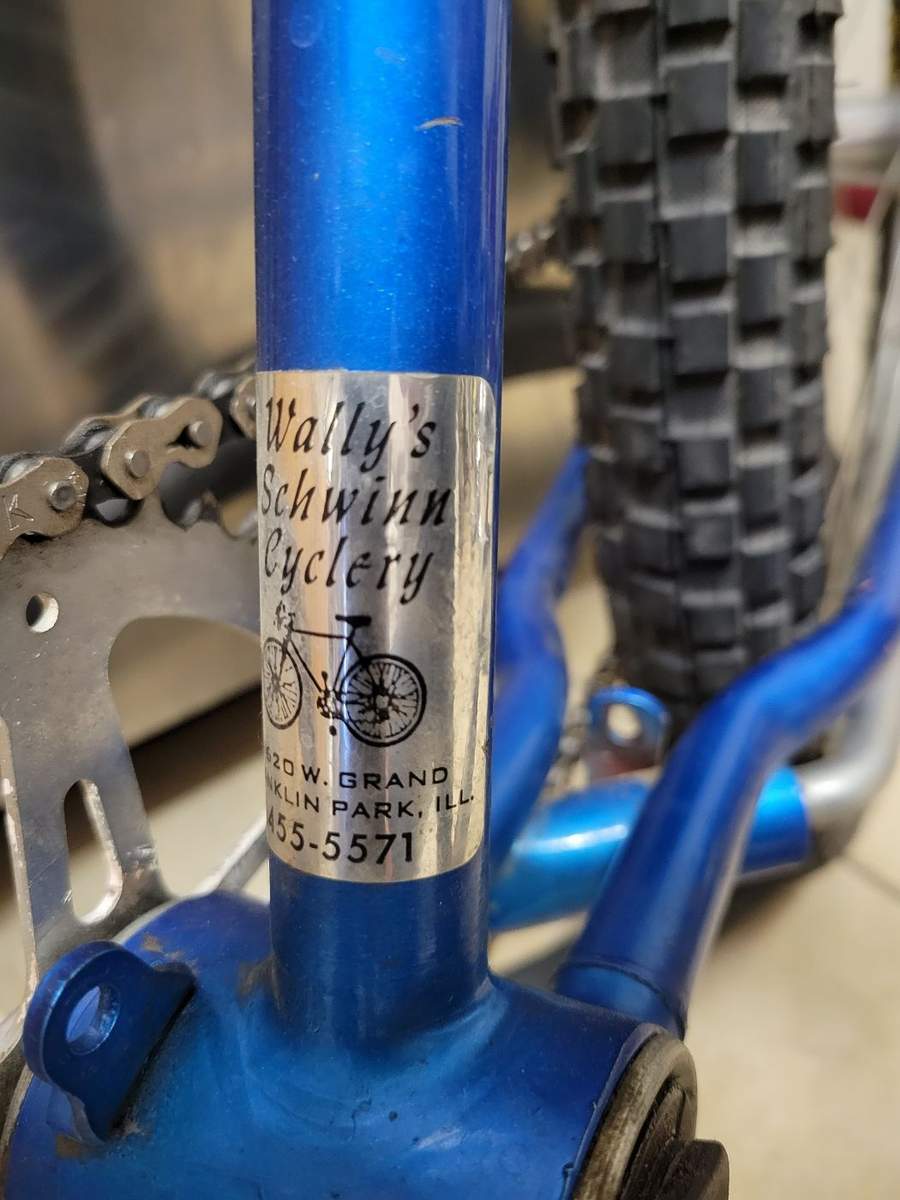 Wally's
Schwinn
Cyclery
620 W. GRAND
NKLIN PARK, ILL.
455-5571
K